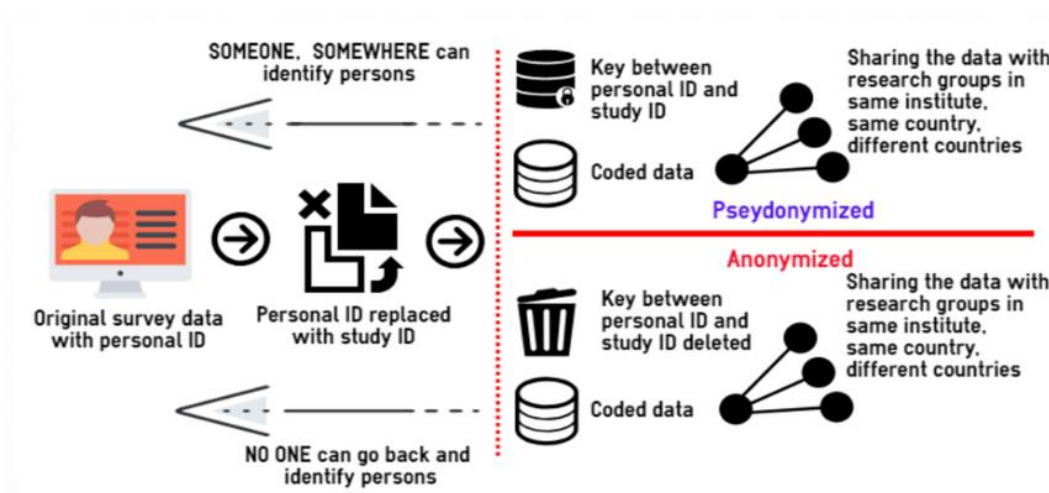 SOMEONE, SOMEWHERE can
identify persons
Original survey data
with personal ID
Personal ID replaced
with study ID
NO ONE can go back and
identify persons
Key between
personal ID and
study ID
Coded data
Sharing the data with
research groups in
same institute,
same country,
different countries
Pseydonymized
Anonymized
Key between
personal ID and
study ID deleted
Coded data
Sharing the data with
research groups in
same institute,
same country,
different countries